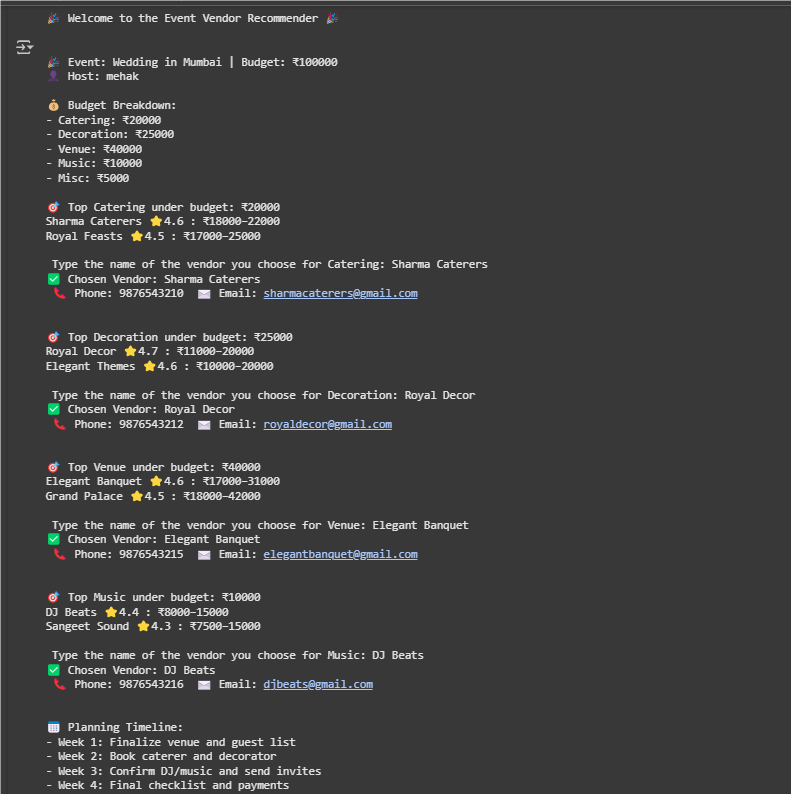 🎉 Welcome to the Event Vendor Recommender 🎉
🎉 Event: Wedding in Mumbai | Budget: ₹100000
👤 Host: mehak
💰 Budget Breakdown:
- Catering: ₹20000
- Decoration: ₹25000
- Venue: ₹40000
- Music: ₹10000
- Misc: ₹5000
🎯 Top Catering under budget: ₹20000
Sharma Caterers ⭐4.6 : ₹18000–22000
Royal Feasts ⭐4.5 : ₹17000–25000
Type the name of the vendor you choose for Catering: Sharma Caterers
✅ Chosen Vendor: Sharma Caterers
📞 Phone: 9876543210 ✉️ Email: sharmacaterers@gmail.com
🎯 Top Decoration under budget: ₹25000
Royal Decor ⭐4.7 : ₹11000–20000
Elegant Themes ⭐4.6 : ₹10000–20000
Type the name of the vendor you choose for Decoration: Royal Decor
✅ Chosen Vendor: Royal Decor
📞 Phone: 9876543212 ✉️ Email: royaldecor@gmail.com
🎯 Top Venue under budget: ₹40000
Elegant Banquet ⭐4.6 : ₹17000–31000
Grand Palace ⭐4.5 : ₹18000–42000
Type the name of the vendor you choose for Venue: Elegant Banquet
✅ Chosen Vendor: Elegant Banquet
📞 Phone: 9876543215 ✉️ Email: elegantbanquet@gmail.com
🎯 Top Music under budget: ₹10000
DJ Beats ⭐4.4 : ₹8000–15000
Sangeet Sound ⭐4.3 : ₹7500–15000
Type the name of the vendor you choose for Music: DJ Beats
✅ Chosen Vendor: DJ Beats
📞 Phone: 9876543216 ✉️ Email: djbeats@gmail.com
📅 Planning Timeline:
- Week 1: Finalize venue and guest list
- Week 2: Book caterer and decorator
- Week 3: Confirm DJ/music and send invites
- Week 4: Final checklist and payments